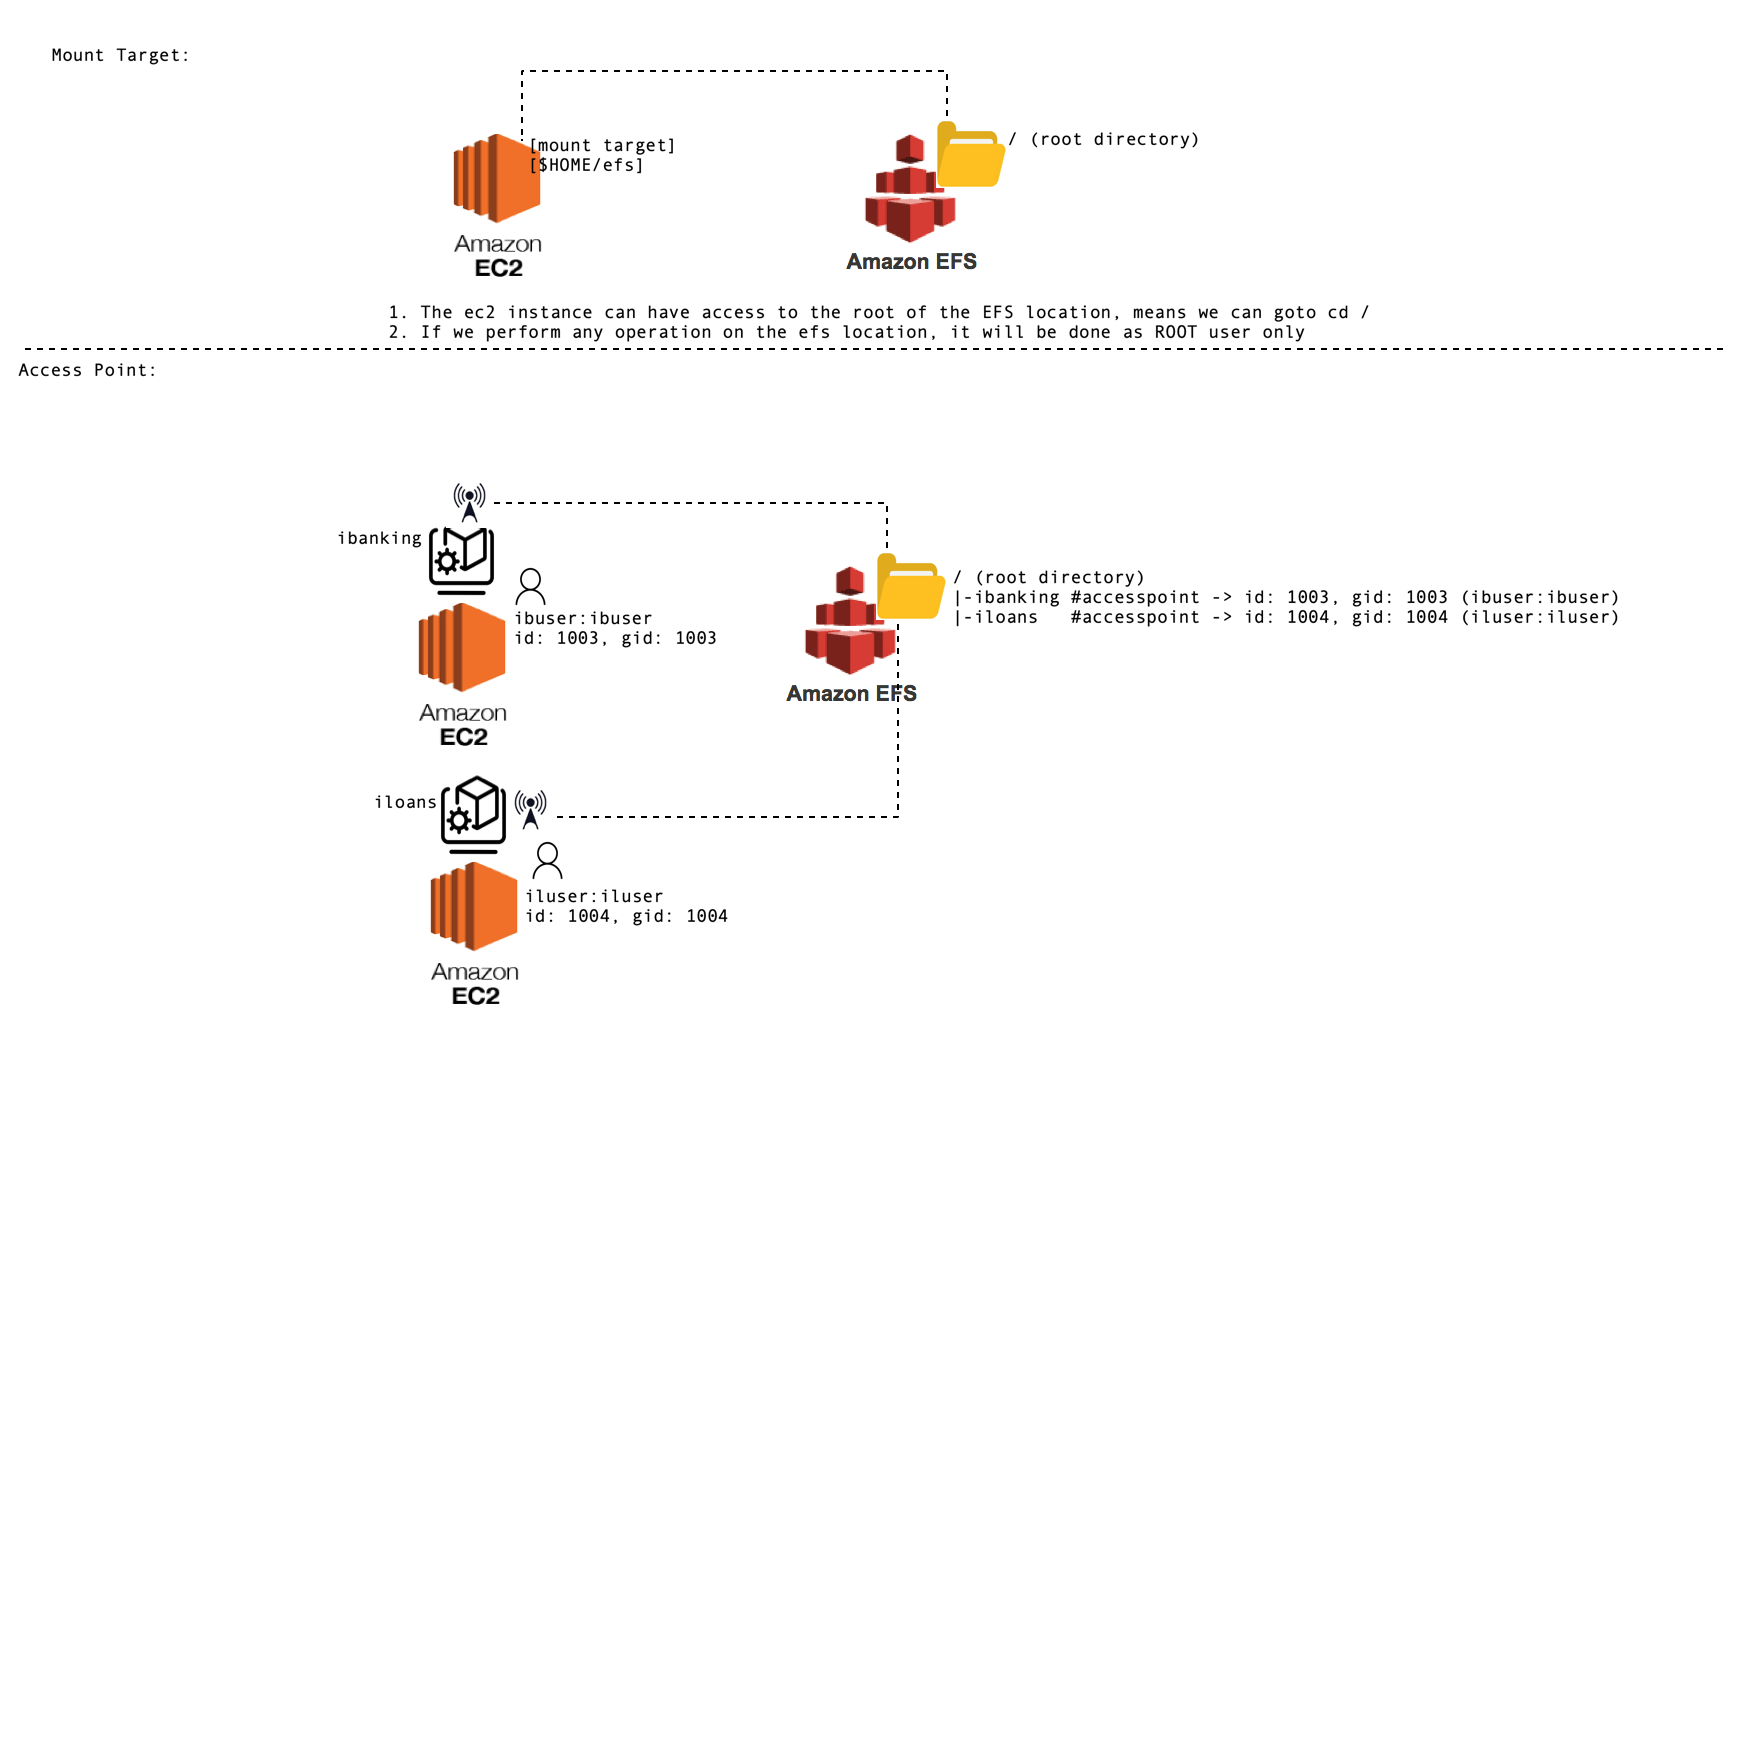 Mount Target:
[mount target]
[$HOME/efs]
/ (root directory)
Amazon
EC2
Amazon EFS
1. The ec2 instance can have access to the root of the EFS location, means we can goto cd /
2. If we perform any operation on the efs location, it will be done as ROOT user only
Access Point:
ibanking
ibuser:ibuser
id: 1003, gid: 1003
Amazon
EC2
/ (root directory)
|-ibanking #accesspoint -> id: 1003, gid: 1003 (ibuser:ibuser)
|-iloans   #accesspoint -> id: 1004, gid: 1004 (iluser:iluser)
Amazon EFS
iloans
iluser:iluser
id: 1004, gid: 1004
Amazon
EC2